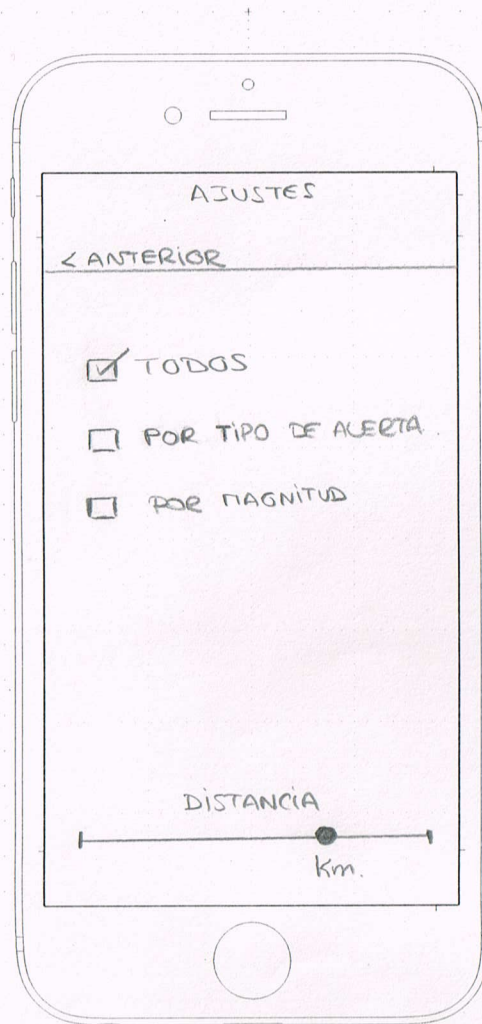 AJUSTES
< ANTERIOR
TODOS
POR TIPO DE ALERTA.
POR MAGNITUD
DISTANCIA
Km.